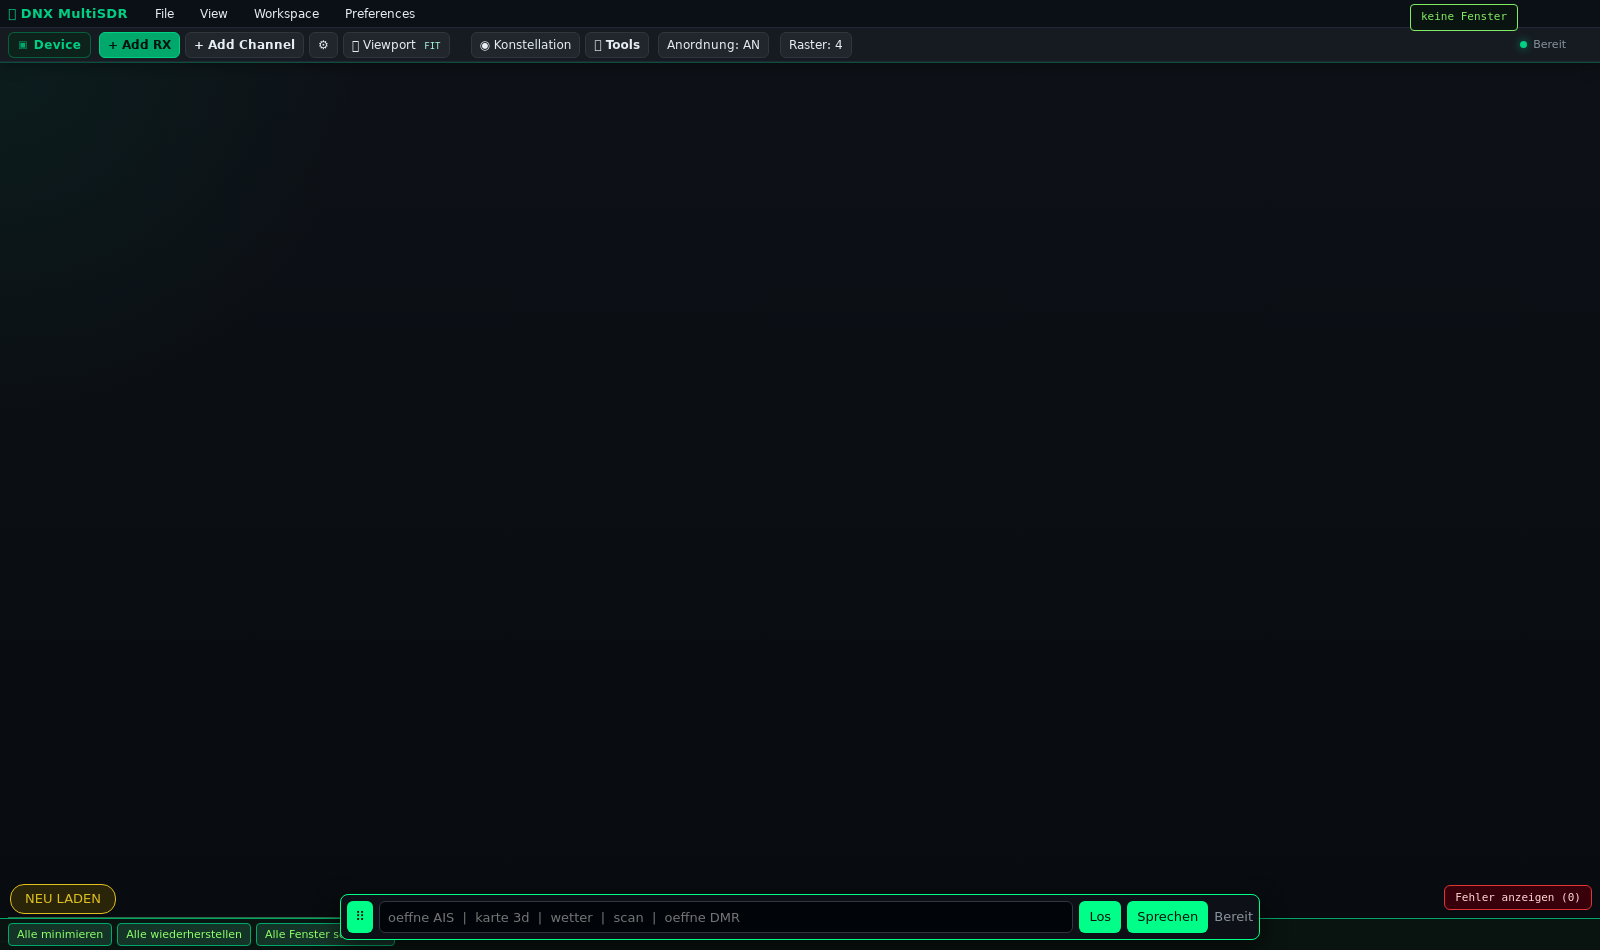 DNX MultiSDR File View Workspace Preferences keine Fenster
Device + Add RX + Add Channel Viewport FIT Konstellation Tools Anordnung: AN Raster: 4 Bereit
NEU LADEN
Fehler anzeigen (0)
oeffne AIS | karte 3d | wetter | scan | oeffne DMR Los Sprechen Bereit
Alle minimieren Alle wiederherstellen Alle Fenster